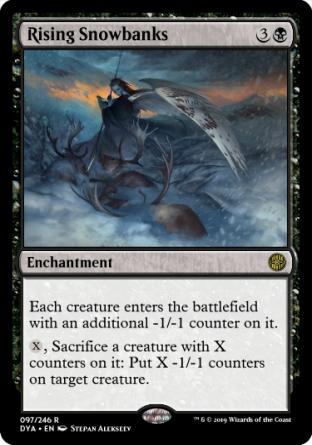 Rising Snowbanks 3
Enchantment
Each creature enters the battlefield
with an additional -1/-1 counter on it.
X, Sacrifice a creature with X
counters on it: Put X -1/-1 counters
on target creature.
097/246 R
DYA • EN Stepan Alekseev
™ & © 2019 Wizards of the Coast